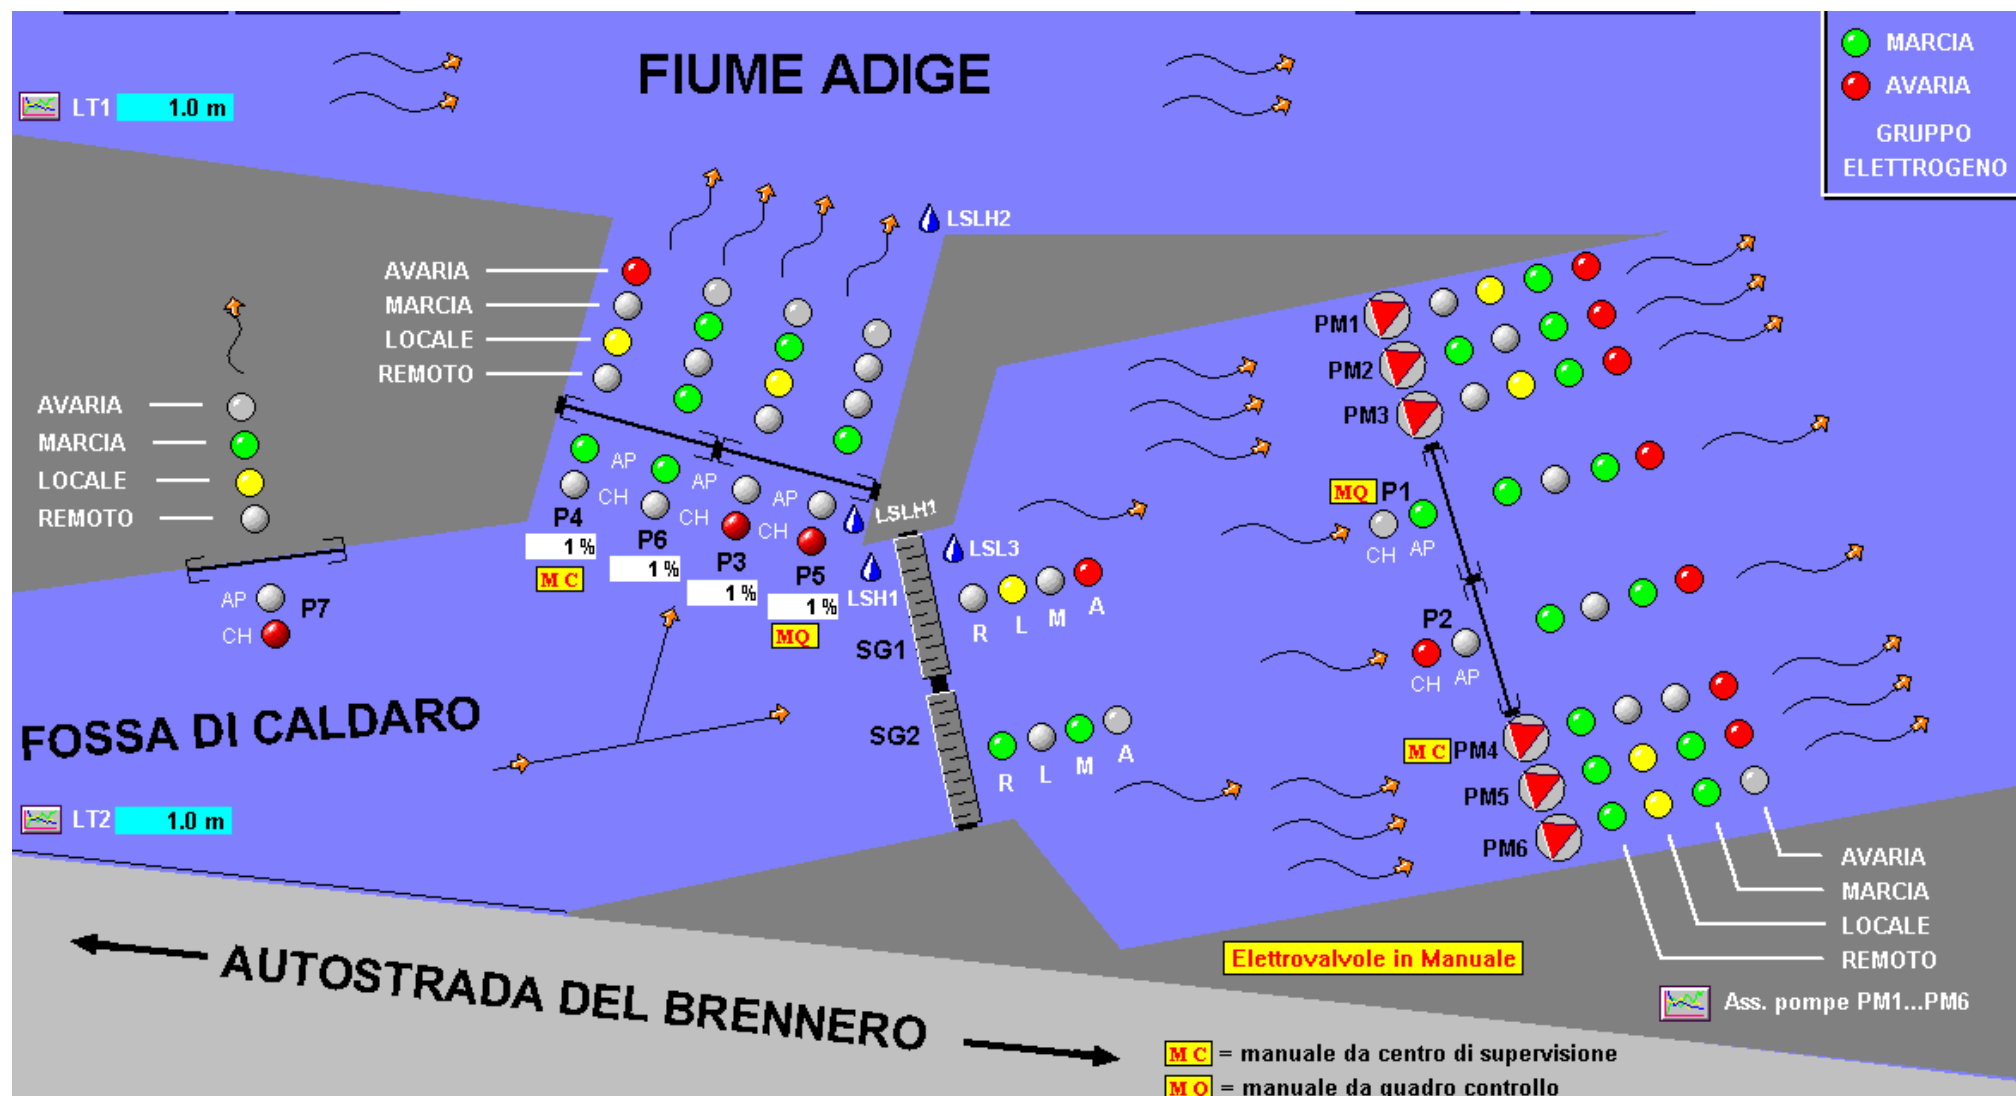 FIUME ADIGE
MARCIA
AVARIA
GRUPPO
ELETTROGENO
LT1 1.0 m
LSLH2
AVARIA
MARCIA
LOCALE
REMOTO
AVARIA
MARCIA
LOCALE
REMOTO
PM1
PM2
PM3
AP
CH
P4
1 %
M C
AP
CH
P6
1 %
AP
CH
P3
1 %
AP
CH
P5
1 %
MQ
LSLH1
LSH1
LSL3
MQ P1
CH AP
AP
CH
P7
R L M A
SG1
P2
CH AP
FOSSA DI CALDARO
SG2
R L M A
M C PM4
PM5
PM6
LT2 1.0 m
AVARIA
MARCIA
LOCALE
REMOTO
Elettrovalvole in Manuale
Ass. pompe PM1...PM6
AUTOSTRADA DEL BRENNERO
M C = manuale da centro di supervisione
M Q = manuale da quadro controllo